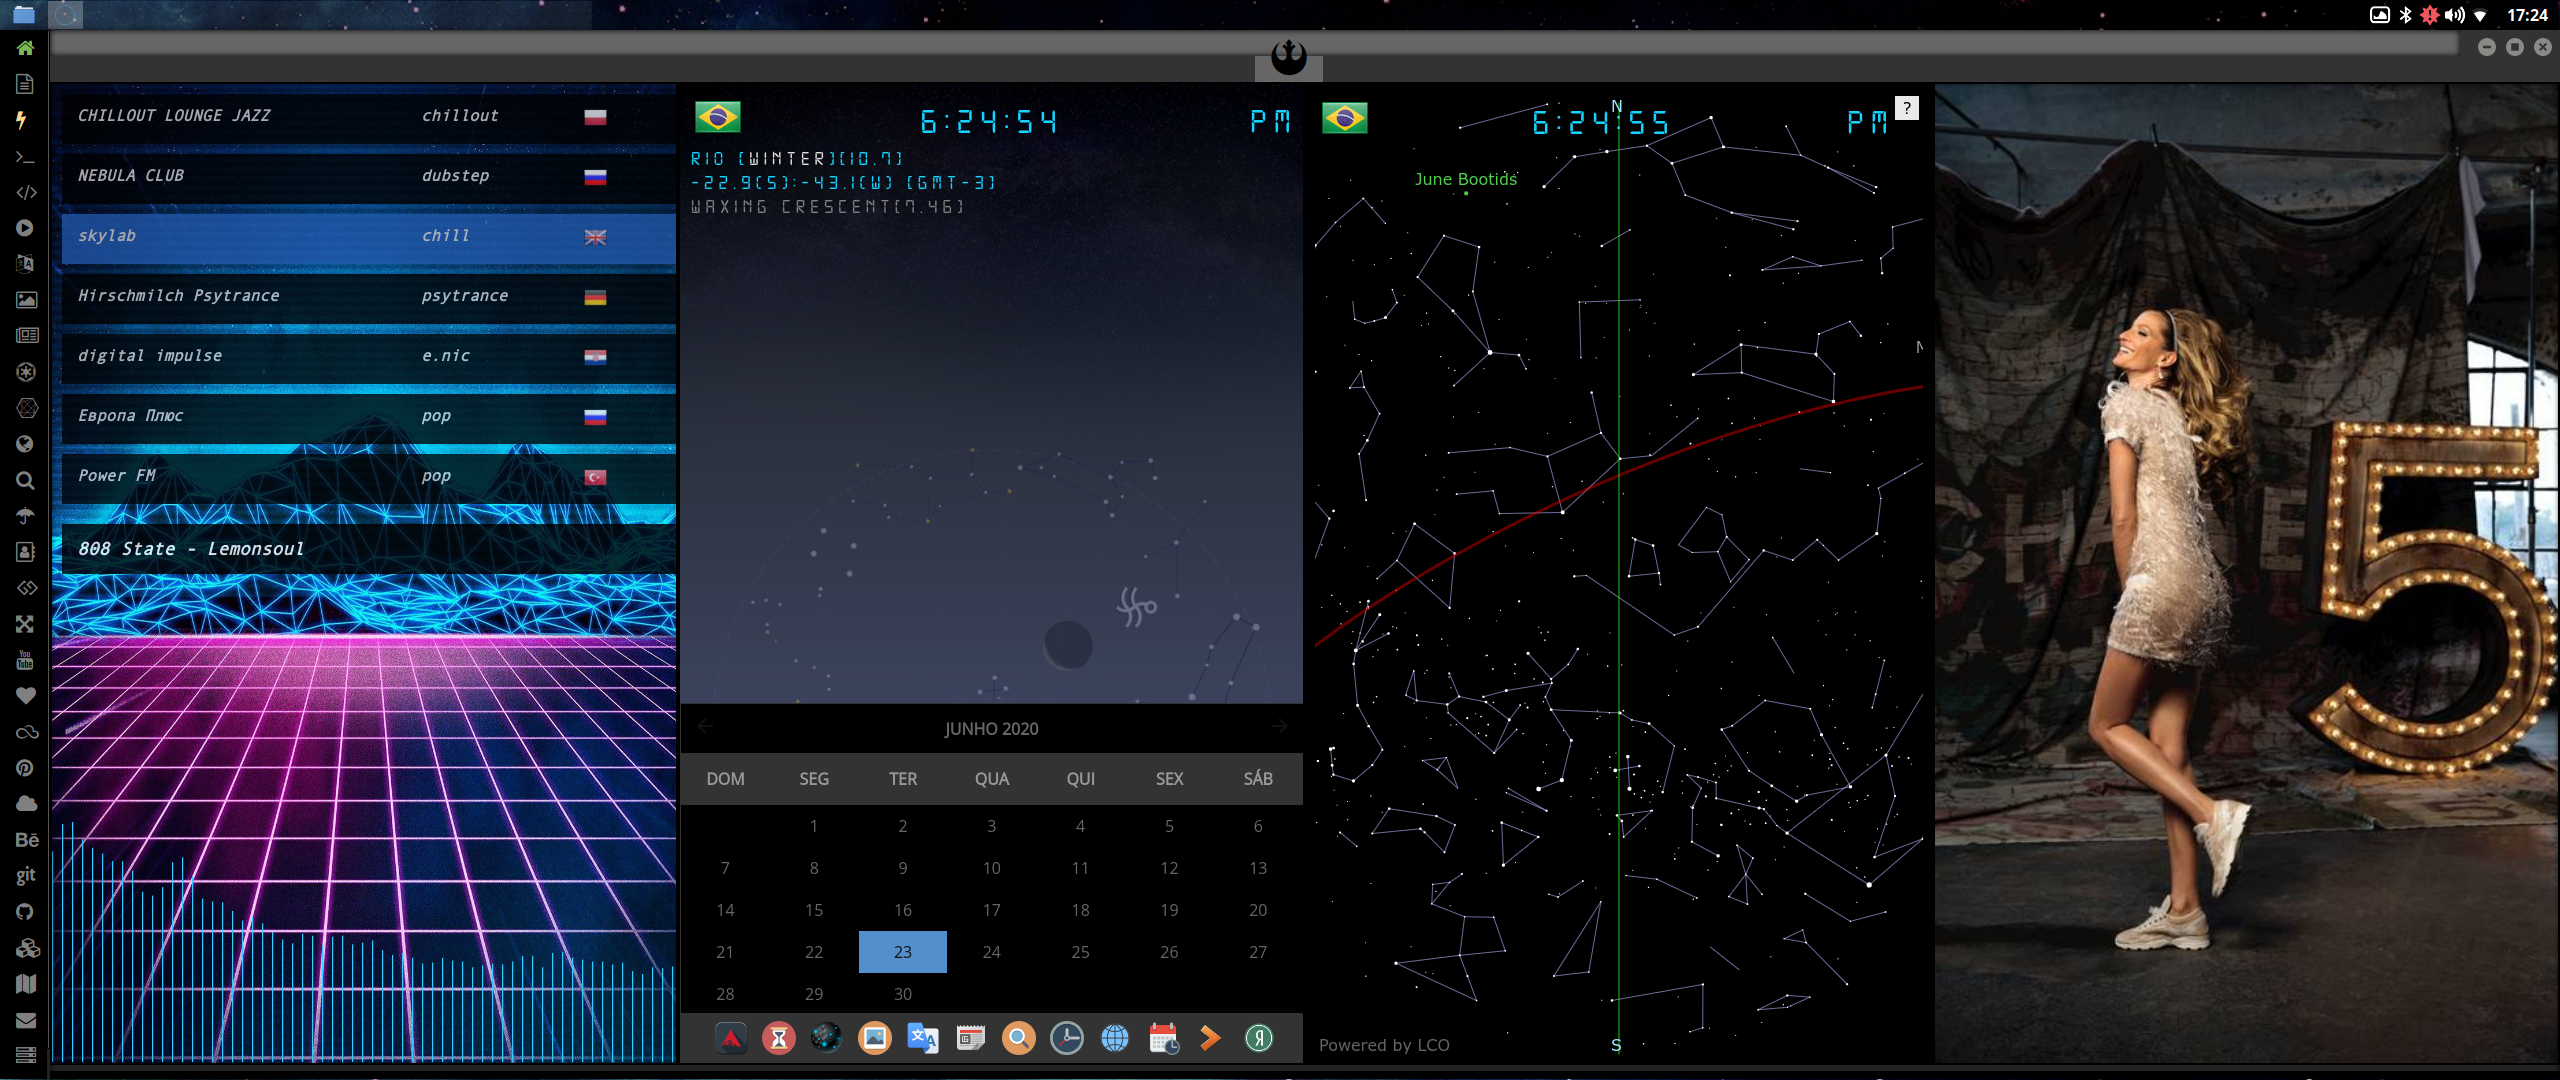 17:24
CHILLOUT LOUNGE JAZZ chillout
NEBULA CLUB dubstep
skylab chill
Hirschmilch Psytrance psytrance
digital impulse e.nic
Европа Плюс pop
Power FM pop
808 State - Lemonsoul
You
Tube
Bē
git
6:24:54 PM
RIO [WINTER][10.7]
-22.9(S):-43.1(W) [GMT-3]
WAXING CRESCENT[7.46]
JUNHO 2020
DOM SEG TER QUA QUI SEX SÁB
1 2 3 4 5 6
7 8 9 10 11 12 13
14 15 16 17 18 19 20
21 22 23 24 25 26 27
28 29 30
文 A
Я
N
6:24:55 PM
?
June Bootids
S
Powered by LCO
5